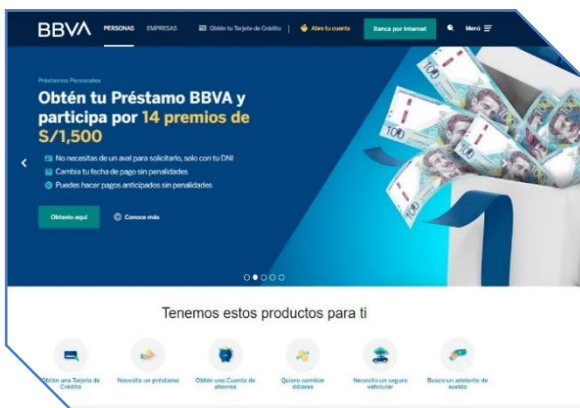 BBVA PERSONAS EMPRESAS Obtén tu Tarjeta de Crédito Abre tu cuenta Banca por Internet Menú
Préstamos Personales
Obtén tu Préstamo BBVA y
participa por 14 premios de
S/1,500
No necesitas de un aval para solicitarlo, solo con tu DNI
Cambia tu fecha de pago sin penalidades
Puedes hacer pagos anticipados sin penalidades
Obtenlo aquí Conoce más
100
100
100
Tenemos estos productos para ti
Obtén una Tarjeta de Necesito un préstamo Obtén una Cuenta de Quiero cambiar Necesito un seguro Busco un adelanto de
Crédito ahorros dólares vehicular sueldo